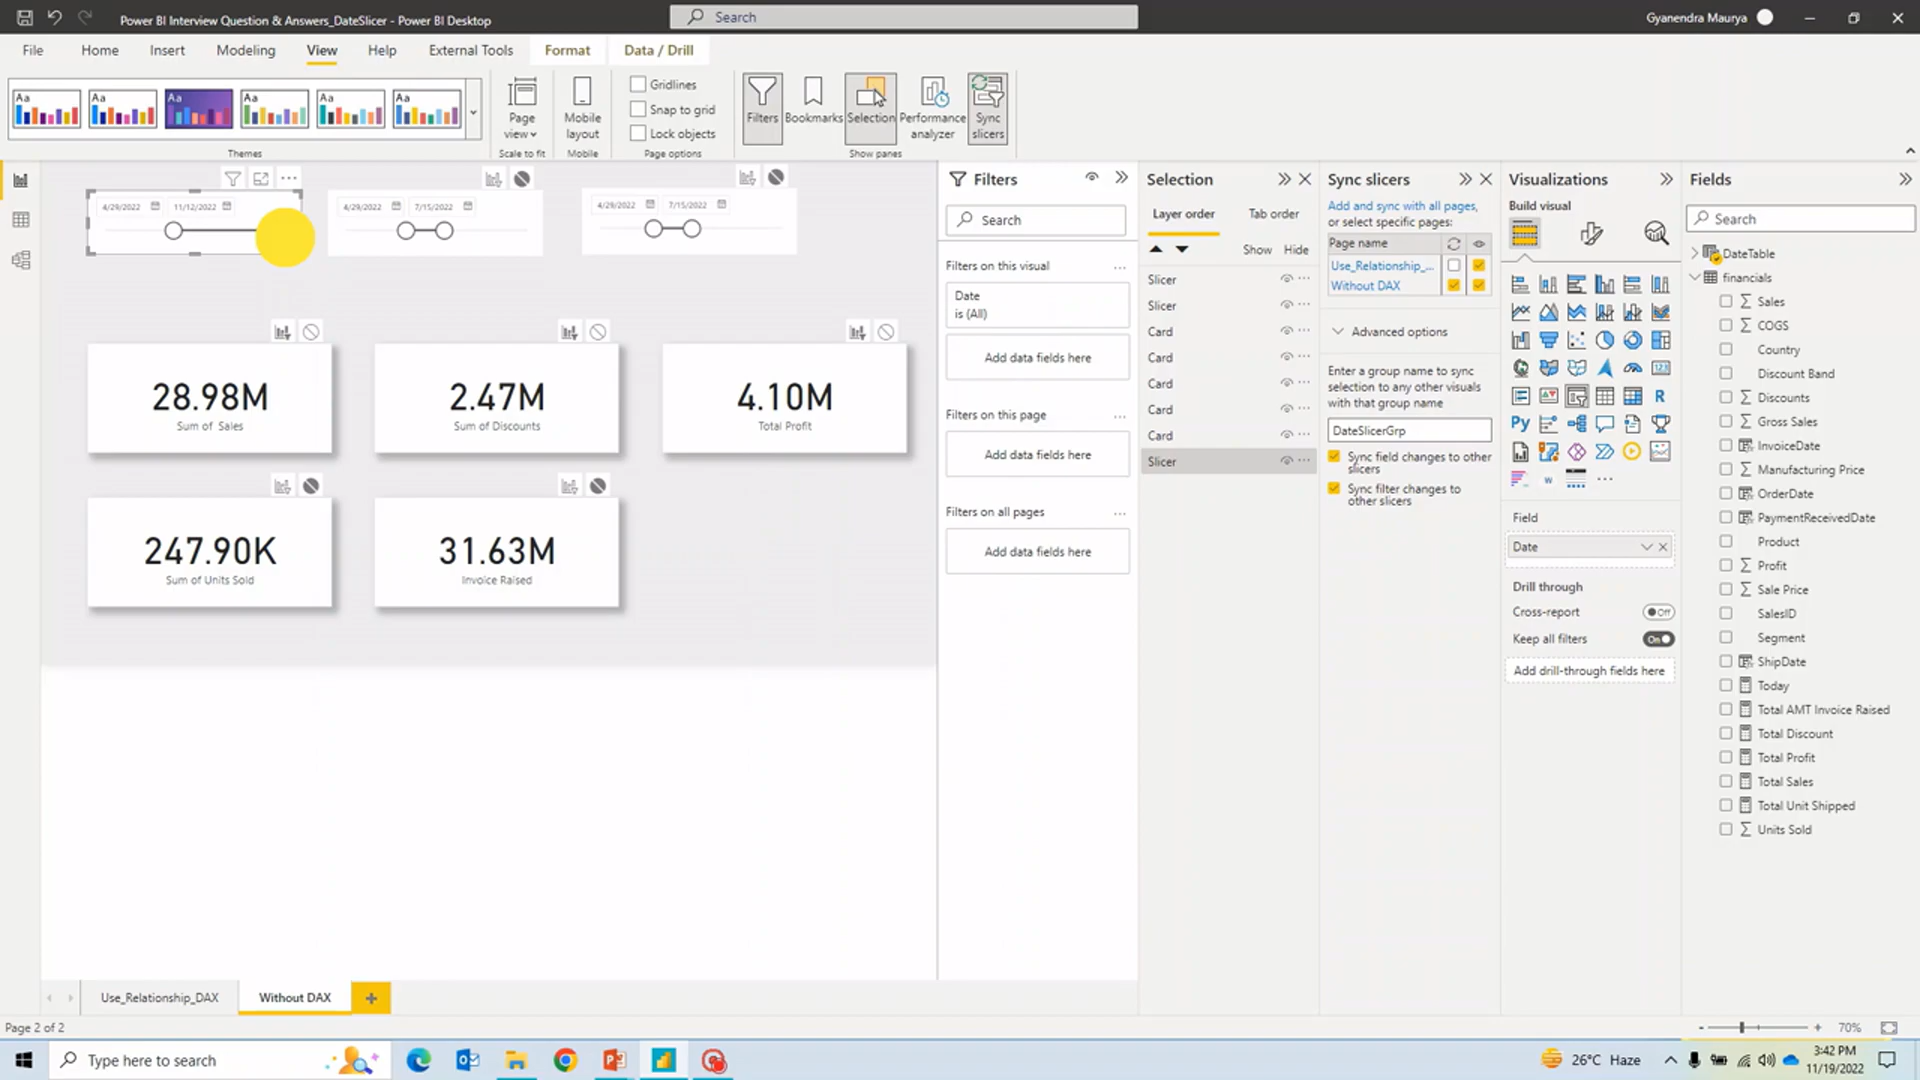 Power BI Interview Question & Answers_DateSlicer - Power BI Desktop
Search
Gyanendra Maurya
File
Home
Insert
Modeling
View
Help
External Tools
Format
Data / Drill
Aa
Aa
Aa
Aa
Aa
Aa
Themes
Page view
Scale to fit
Mobile layout
Mobile
Gridlines
Snap to grid
Lock objects
Page options
Filters
Bookmarks
Selection
Performance analyzer
Sync slicers
Show panes
4/29/2022
11/12/2022
4/29/2022
7/15/2022
4/29/2022
7/15/2022
28.98M
Sum of Sales
2.47M
Sum of Discounts
4.10M
Total Profit
247.90K
Sum of Units Sold
31.63M
Invoice Raised
Filters
Search
Filters on this visual
Date
is (All)
Add data fields here
Filters on this page
Add data fields here
Filters on all pages
Add data fields here
Selection
Layer order
Tab order
Show
Hide
Slicer
Slicer
Card
Card
Card
Card
Card
Slicer
Sync slicers
Add and sync with all pages,
or select specific pages:
Page name
Use_Relationship_...
Without DAX
Advanced options
Enter a group name to sync
selection to any other visuals
with that group name
DateSlicerGrp
Sync field changes to other
slicers
Sync filter changes to
other slicers
Visualizations
Build visual
123
R
Py
W
Field
Date
Drill through
Cross-report
Off
Keep all filters
On
Add drill-through fields here
Fields
Search
DateTable
financials
Sales
COGS
Country
Discount Band
Discounts
Gross Sales
InvoiceDate
Manufacturing Price
OrderDate
PaymentReceivedDate
Product
Profit
Sale Price
SalesID
Segment
ShipDate
Today
Total AMT Invoice Raised
Total Discount
Total Profit
Total Sales
Total Unit Shipped
Units Sold
Use_Relationship_DAX
Without DAX
Page 2 of 2
70%
Type here to search
26°C Haze
3:42 PM
11/19/2022